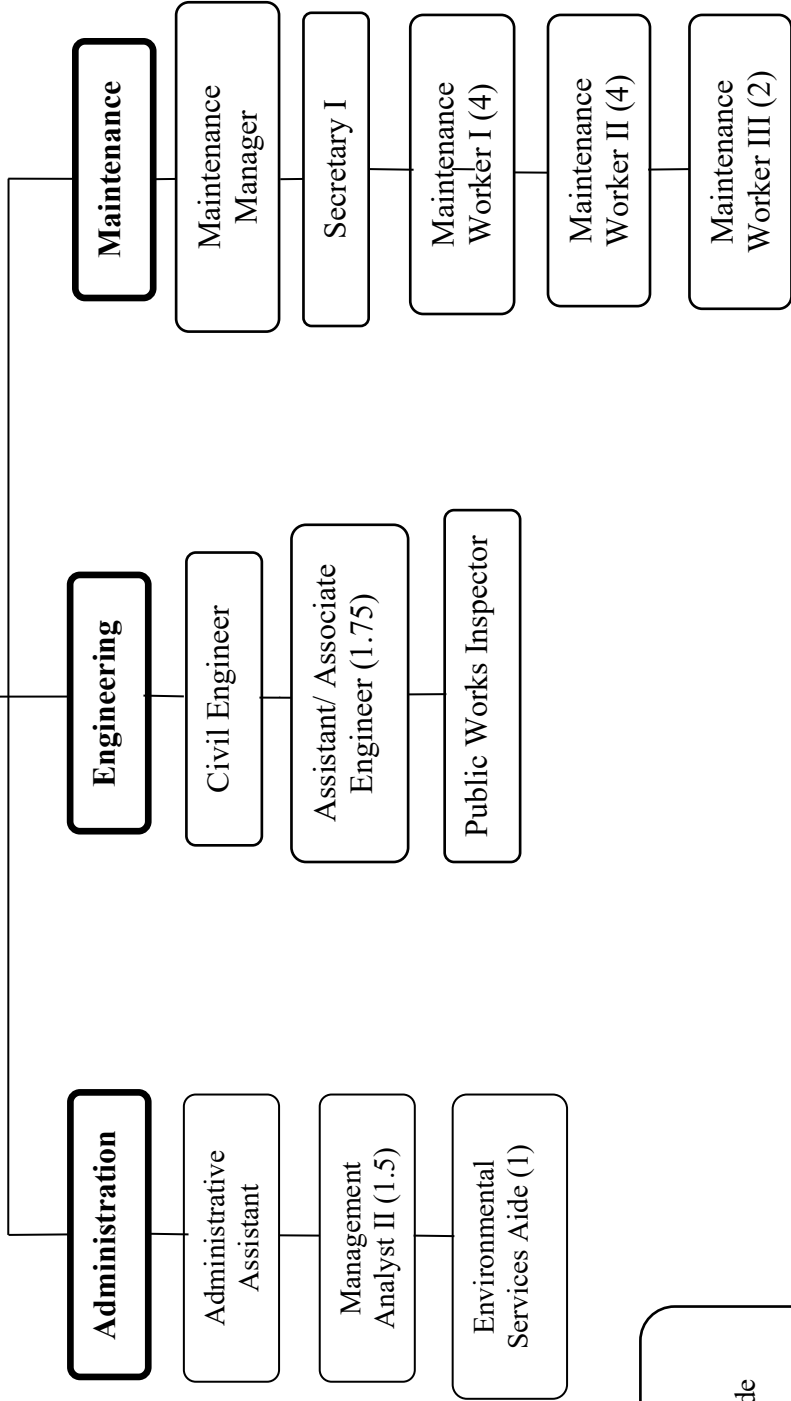 Administration
Administrative
Assistant
Management
Analyst II (1.5)
Environmental
Services Aide (1)
Engineering
Civil Engineer
Assistant/ Associate
Engineer (1.75)
Public Works Inspector
Maintenance
Maintenance
Manager
Secretary I
Maintenance
Worker I (4)
Maintenance
Worker II (4)
Maintenance
Worker III (2)